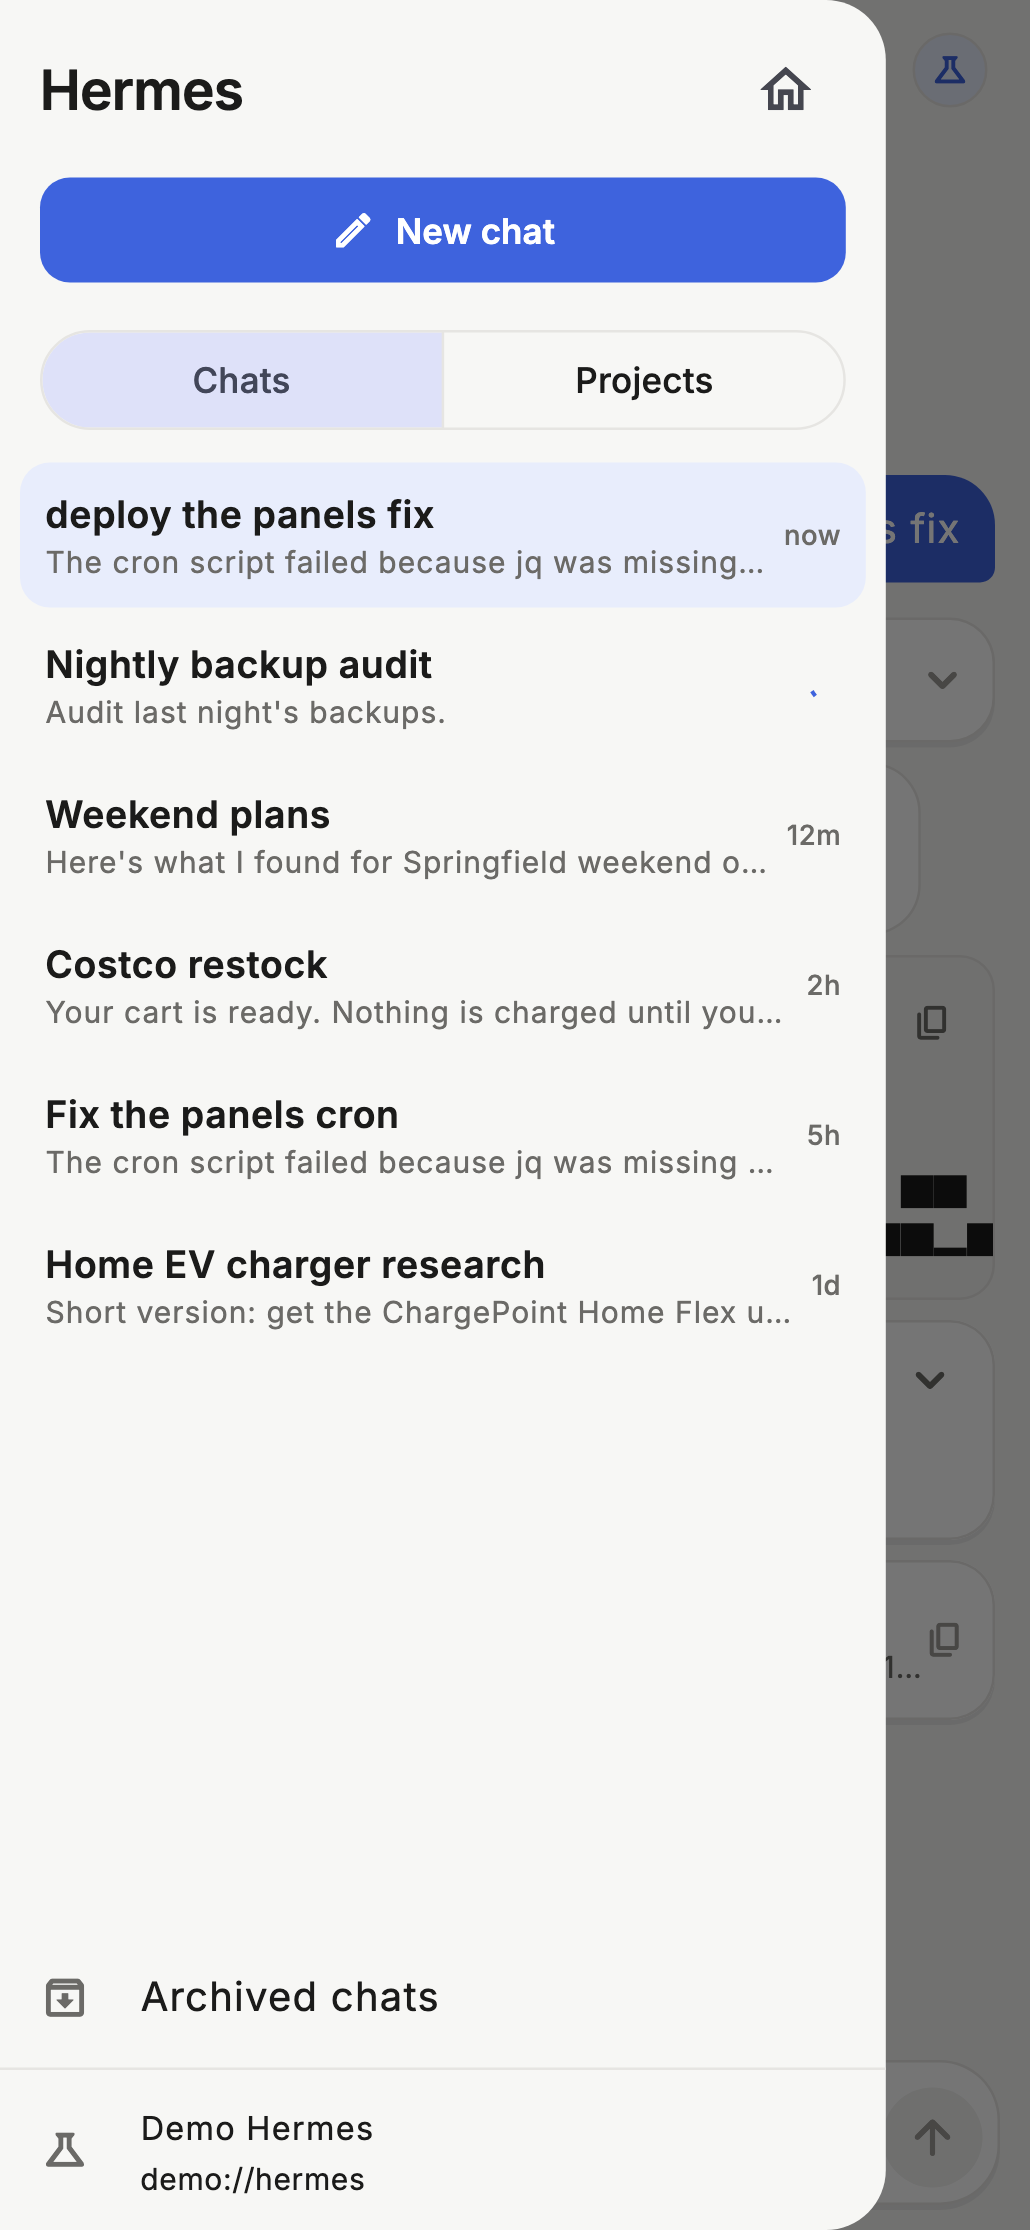 Hermes
New chat
Chats
Projects
deploy the panels fix
The cron script failed because jq was missing...
now
Nightly backup audit
Audit last night's backups.
Weekend plans
Here's what I found for Springfield weekend o...
12m
Costco restock
Your cart is ready. Nothing is charged until you...
2h
Fix the panels cron
The cron script failed because jq was missing ...
5h
Home EV charger research
Short version: get the ChargePoint Home Flex u...
1d
s fix
1...
Archived chats
Demo Hermes
demo://hermes